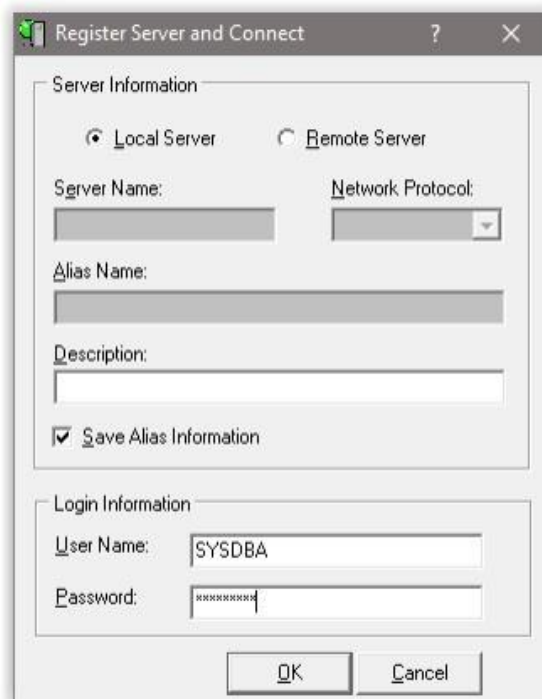 Register Server and Connect ? ×
Server Information
Local Server Remote Server
Server Name: Network Protocol:
Alias Name:
Description:
Save Alias Information
Login Information
User Name: SYSDBA
Password: *********
OK Cancel